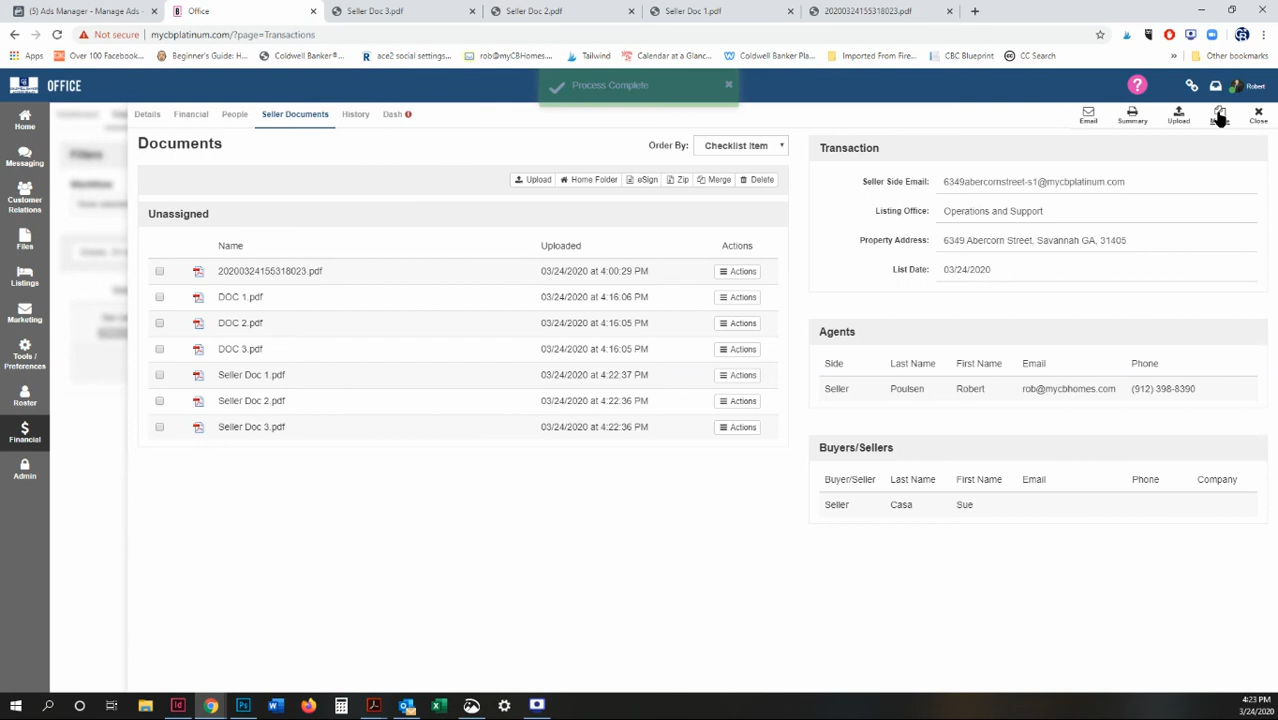 (5) Ads Manager - Manage Ads -
Office
Seller Doc 3.pdf
Seller Doc 2.pdf
Seller Doc 1.pdf
20200324155318023.pdf
Not secure | mycbplatinum.com/?page=Transactions
Apps
Over 100 Facebook...
Beginner's Guide: H...
Coldwell Banker®...
ace2 social settings...
rob@myCBHomes...
Tailwind
Calendar at a Glanc...
Coldwell Banker Pla...
Imported From Fire...
CBC Blueprint
CC Search
»
Other bookmarks
OFFICE
Process Complete
?
Robert
Home
Messaging
Customer
Relations
Files
Listings
Marketing
Tools /
Preferences
Roster
Financial
Admin
Filters
Details
Financial
People
Seller Documents
History
Dash
Email
Summary
Upload
Close
Documents
Order By:
Checklist Item
Upload
Home Folder
eSign
Zip
Merge
Delete
Unassigned
Name Uploaded Actions
20200324155318023.pdf 03/24/2020 at 4:00:29 PM Actions
DOC 1.pdf 03/24/2020 at 4:16:06 PM Actions
DOC 2.pdf 03/24/2020 at 4:16:05 PM Actions
DOC 3.pdf 03/24/2020 at 4:16:05 PM Actions
Seller Doc 1.pdf 03/24/2020 at 4:22:37 PM Actions
Seller Doc 2.pdf 03/24/2020 at 4:22:36 PM Actions
Seller Doc 3.pdf 03/24/2020 at 4:22:36 PM Actions
Transaction
Seller Side Email: 6349abercornstreet-s1@mycbplatinum.com
Listing Office: Operations and Support
Property Address: 6349 Abercorn Street, Savannah GA, 31405
List Date: 03/24/2020
Agents
Side Last Name First Name Email Phone
Seller Poulsen Robert rob@mycbhomes.com (912) 398-8390
Buyers/Sellers
Buyer/Seller Last Name First Name Email Phone Company
Seller Casa Sue
4:23 PM
3/24/2020